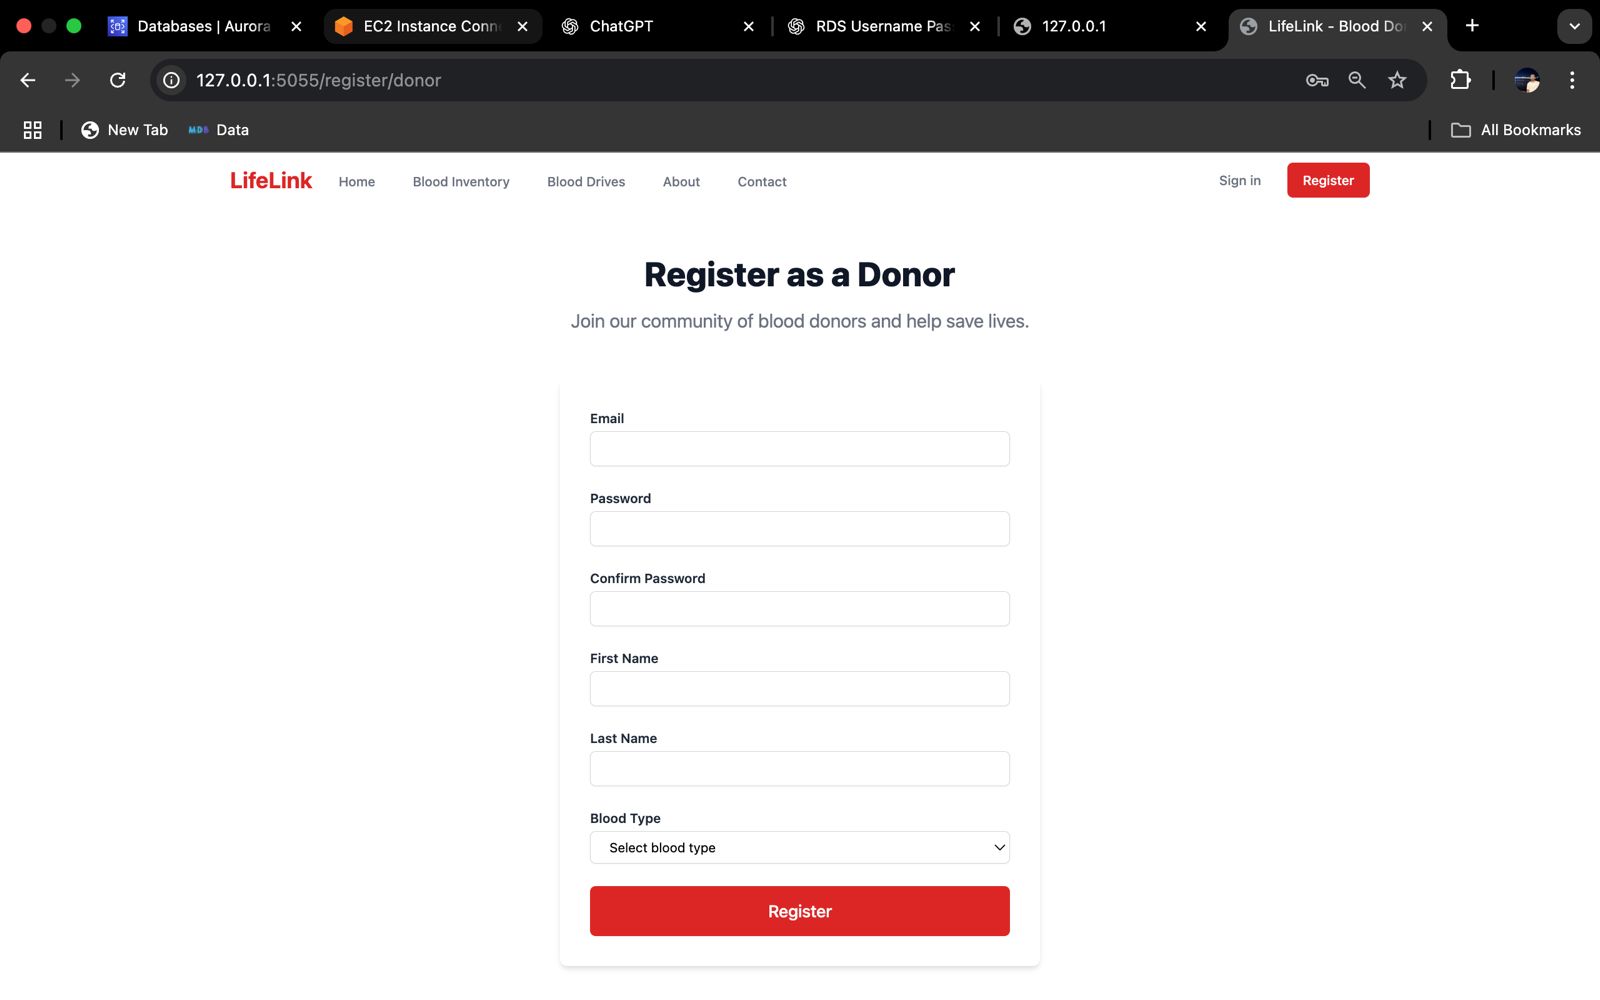 Databases | Aurora
EC2 Instance Conn
ChatGPT
RDS Username Pas
127.0.0.1
LifeLink - Blood Do
127.0.0.1:5055/register/donor
New Tab
MDB Data
All Bookmarks
LifeLink
Home
Blood Inventory
Blood Drives
About
Contact
Sign in
Register
Register as a Donor
Join our community of blood donors and help save lives.
Email
Password
Confirm Password
First Name
Last Name
Blood Type
Select blood type
Register